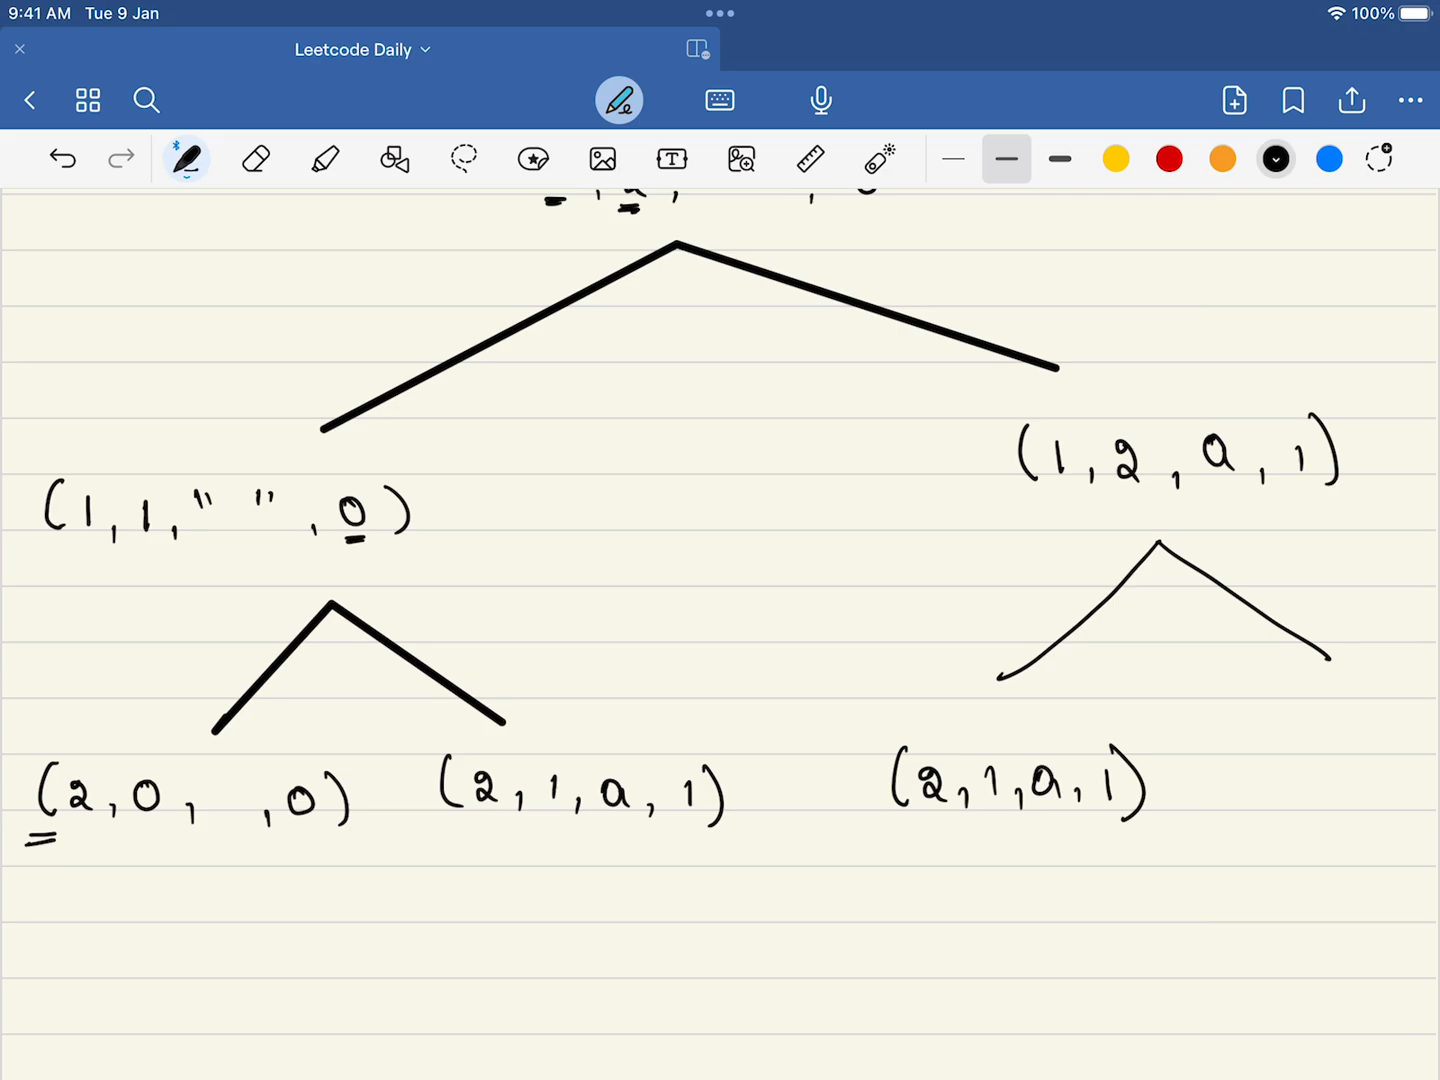 9:41 AM Tue 9 Jan
100%
Leetcode Daily
T
(1, 2, a, 1)
(1, 1, " ", 0)
(2, 0, , 0) (2, 1, a, 1) (2, 1, a, 1)